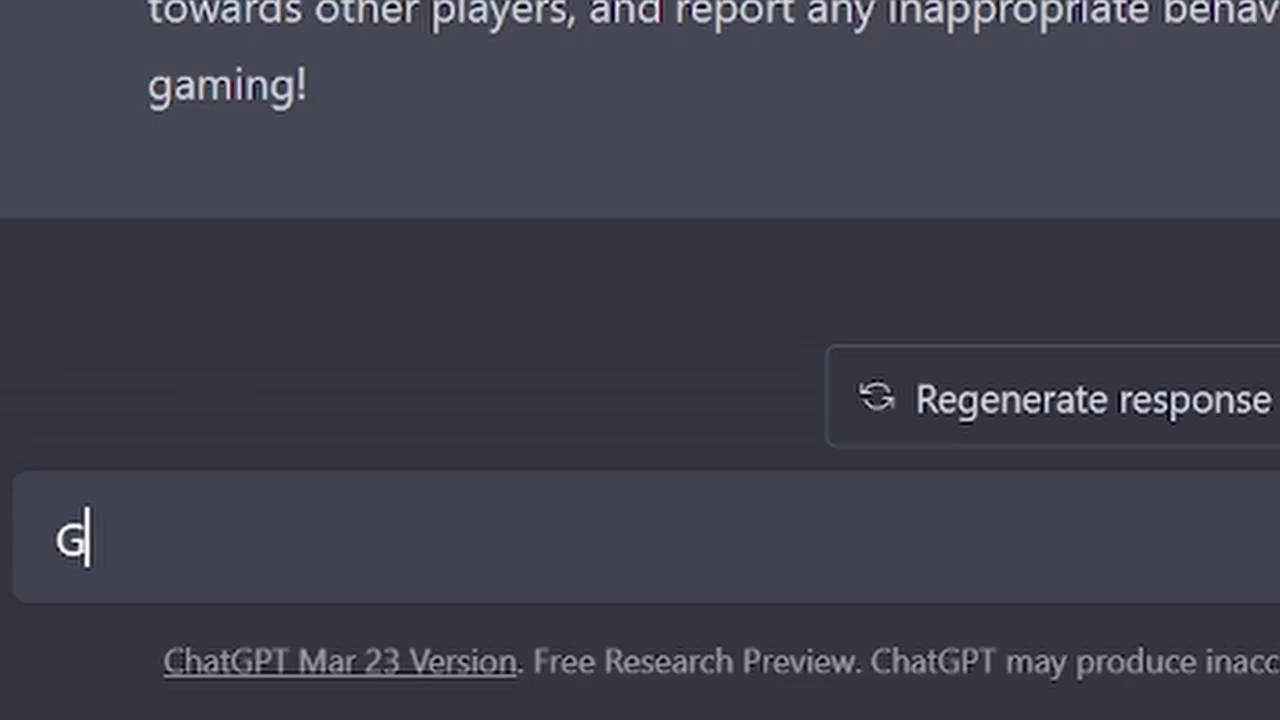 towards other players, and report any inappropriate behav
gaming!
Regenerate response
G
ChatGPT Mar 23 Version. Free Research Preview. ChatGPT may produce inacc